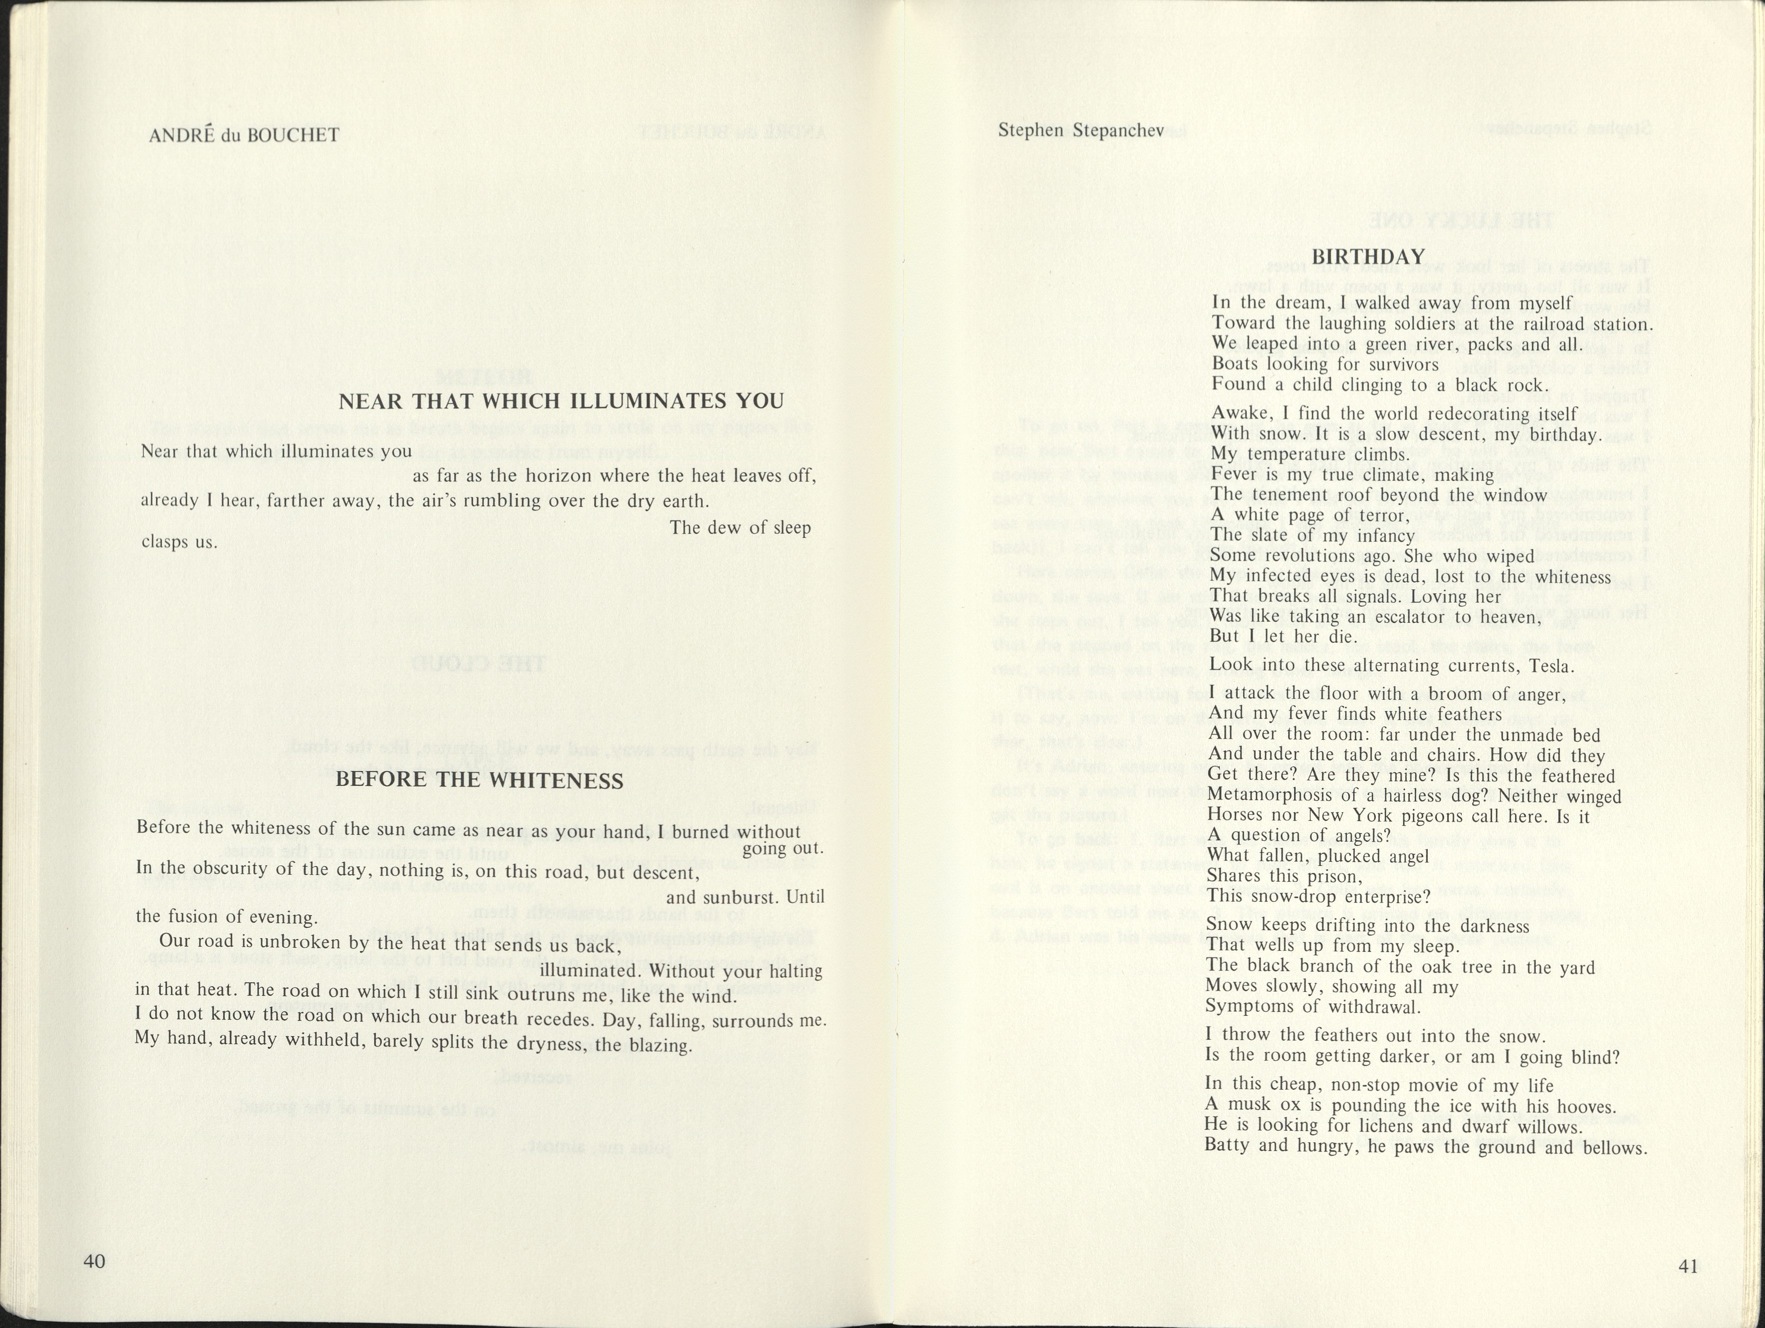 ANDRÉ du BOUCHET
NEAR THAT WHICH ILLUMINATES YOU
Near that which illuminates you
as far as the horizon where the heat leaves off,
already I hear, farther away, the air's rumbling over the dry earth.
The dew of sleep
clasps us.
BEFORE THE WHITENESS
Before the whiteness of the sun came as near as your hand, I burned without
going out.
In the obscurity of the day, nothing is, on this road, but descent,
and sunburst. Until
the fusion of evening.
Our road is unbroken by the heat that sends us back,
illuminated. Without your halting
in that heat. The road on which I still sink outruns me, like the wind.
I do not know the road on which our breath recedes. Day, falling, surrounds me.
My hand, already withheld, barely splits the dryness, the blazing.
40
Stephen Stepanchev
BIRTHDAY
In the dream, I walked away from myself
Toward the laughing soldiers at the railroad station.
We leaped into a green river, packs and all.
Boats looking for survivors
Found a child clinging to a black rock.
Awake, I find the world redecorating itself
With snow. It is a slow descent, my birthday.
My temperature climbs.
Fever is my true climate, making
The tenement roof beyond the window
A white page of terror,
The slate of my infancy
Some revolutions ago. She who wiped
My infected eyes is dead, lost to the whiteness
That breaks all signals. Loving her
Was like taking an escalator to heaven,
But I let her die.
Look into these alternating currents, Tesla.
I attack the floor with a broom of anger,
And my fever finds white feathers
All over the room: far under the unmade bed
And under the table and chairs. How did they
Get there? Are they mine? Is this the feathered
Metamorphosis of a hairless dog? Neither winged
Horses nor New York pigeons call here. Is it
A question of angels?
What fallen, plucked angel
Shares this prison,
This snow-drop enterprise?
Snow keeps drifting into the darkness
That wells up from my sleep.
The black branch of the oak tree in the yard
Moves slowly, showing all my
Symptoms of withdrawal.
I throw the feathers out into the snow.
Is the room getting darker, or am I going blind?
In this cheap, non-stop movie of my life
A musk ox is pounding the ice with his hooves.
He is looking for lichens and dwarf willows.
Batty and hungry, he paws the ground and bellows.
41